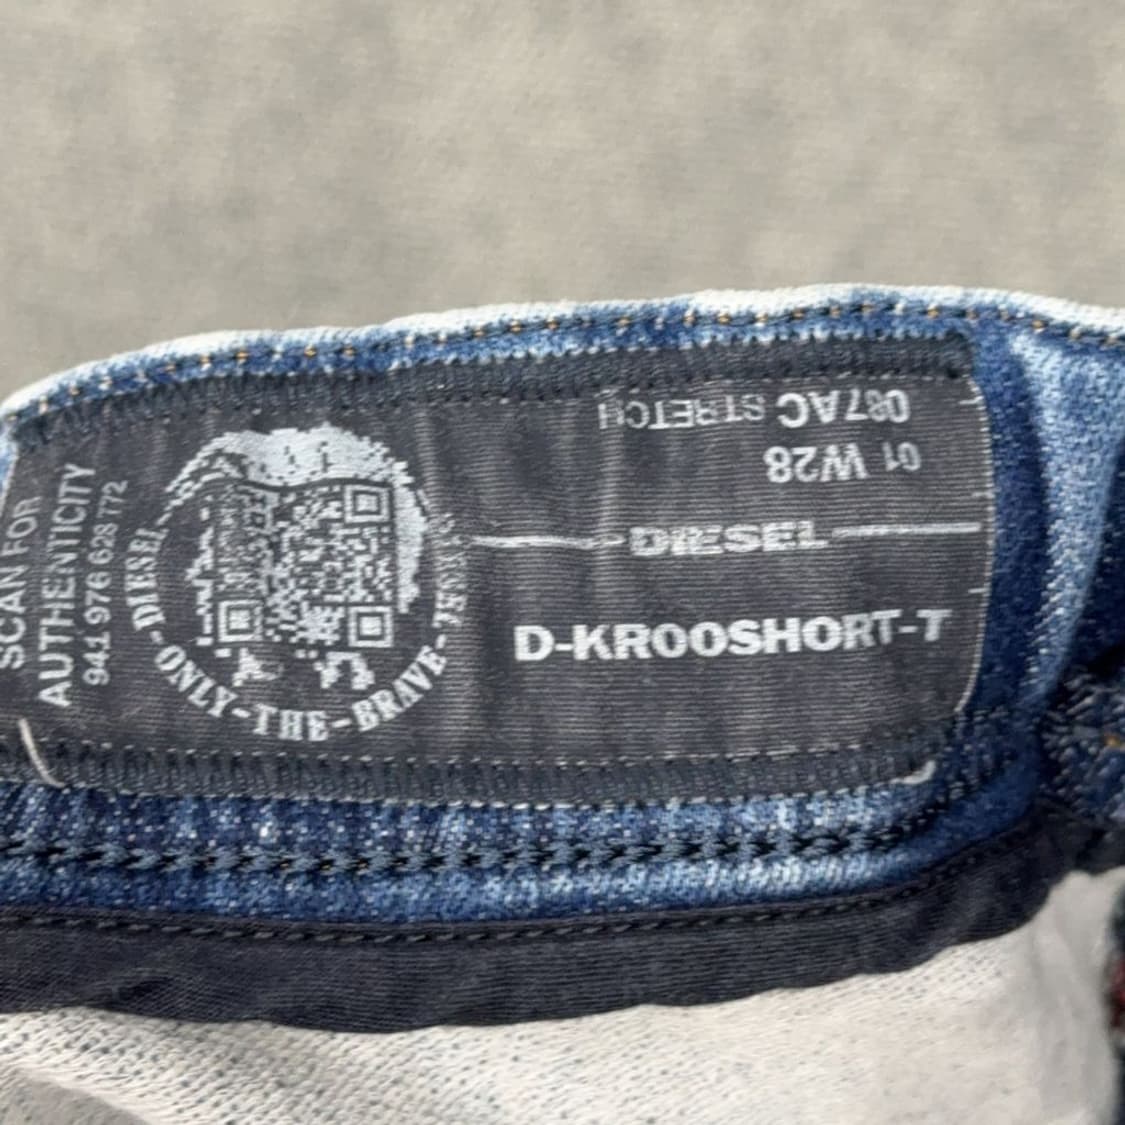 SCAN FOR
AUTHENTICITY
941 976 628 772
DIESEL-ONLY-THE-BRAVE-
087AC STRETCH
01 W28
DIESEL
D-KROOSHORT-T